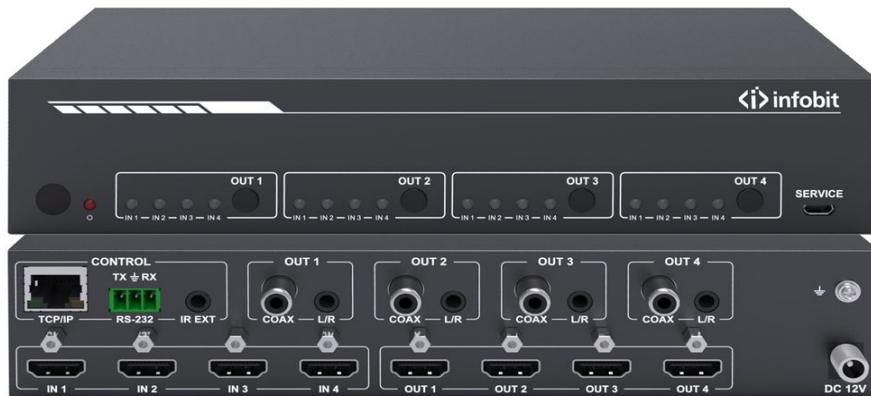 infobit
OUT 1 OUT 2 OUT 3 OUT 4
SERVICE
IN 1 IN 2 IN 3 IN 4 IN 1 IN 2 IN 3 IN 4 IN 1 IN 2 IN 3 IN 4 IN 1 IN 2 IN 3 IN 4
CONTROL OUT 1 OUT 2 OUT 3 OUT 4
TX RX
TCP/IP RS-232 IR EXT COAX L/R COAX L/R COAX L/R COAX L/R
IN 1 IN 2 IN 3 IN 4 OUT 1 OUT 2 OUT 3 OUT 4 DC 12V